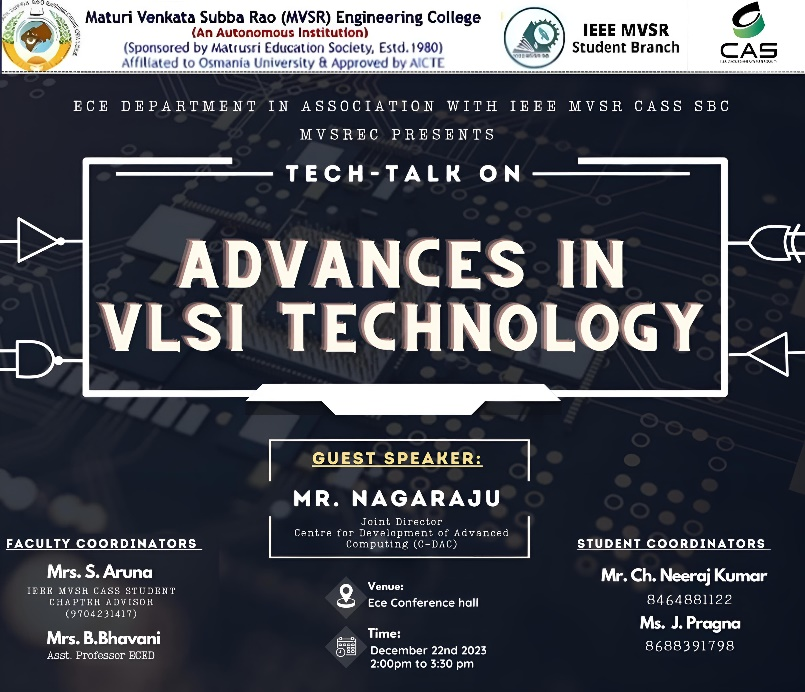 Maturi Venkata Subba Rao (MVSR) Engineering College
(An Autonomous Institution)
(Sponsored by Matrusri Education Society, Estd.1980)
Affiliated to Osmania University & Approved by AICTE
IEEE MVSR
Student Branch
CAS
ECE DEPARTMENT IN ASSOCIATION WITH IEEE MVSR CASS SBC
MVSREC PRESENTS
TECH-TALK ON
ADVANCES IN
VLSI TECHNOLOGY
GUEST SPEAKER:
MR. NAGARAJU
Joint Director
Centre for Development of Advanced
Computing (C-DAC)
FACULTY COORDINATORS
Mrs. S. Aruna
IEEE MVSR CASS STUDENT
CHAPTER ADVISOR
(9704231417)
Mrs. B.Bhavani
Asst. Professor ECED
Venue:
Ece Conference hall
Time:
December 22nd 2023
2:00pm to 3:30 pm
STUDENT COORDINATORS
Mr. Ch. Neeraj Kumar
8464881122
Ms. J. Pragna
8688391798